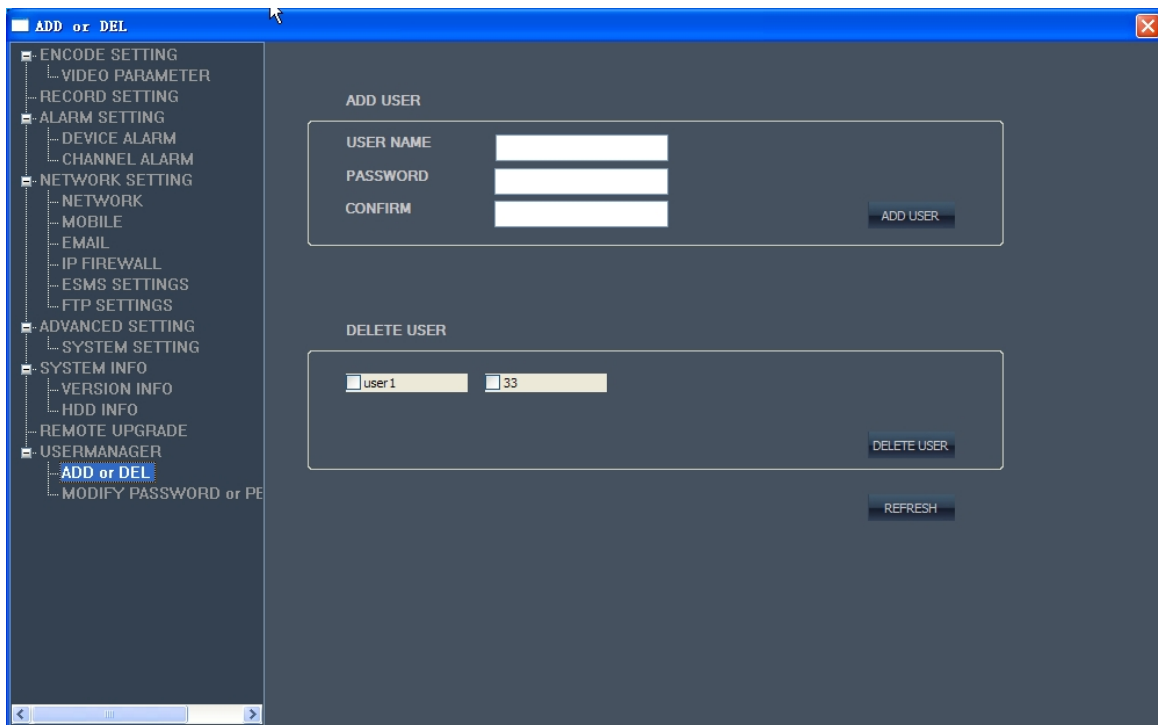 ADD or DEL
ENCODE SETTING
VIDEO PARAMETER
RECORD SETTING
ALARM SETTING
DEVICE ALARM
CHANNEL ALARM
NETWORK SETTING
NETWORK
MOBILE
EMAIL
IP FIREWALL
ESMS SETTINGS
FTP SETTINGS
ADVANCED SETTING
SYSTEM SETTING
SYSTEM INFO
VERSION INFO
HDD INFO
REMOTE UPGRADE
USERMANAGER
ADD or DEL
MODIFY PASSWORD or PE
ADD USER
USER NAME
PASSWORD
CONFIRM
ADD USER
DELETE USER
user1 33
DELETE USER
REFRESH